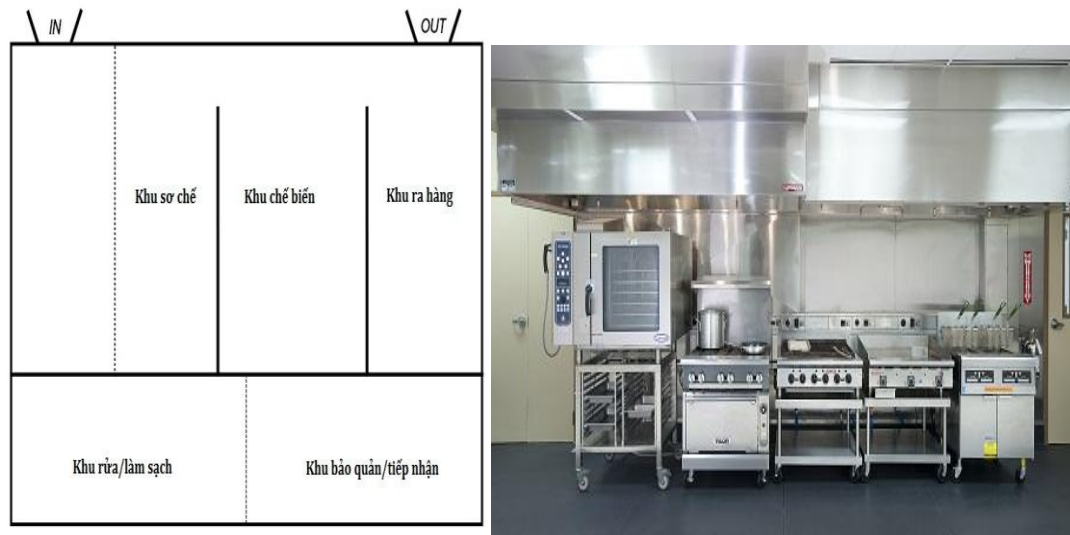 IN
OUT
Khu sơ chế
Khu chế biến
Khu ra hàng
Khu rửa/làm sạch
Khu bảo quản/tiếp nhận